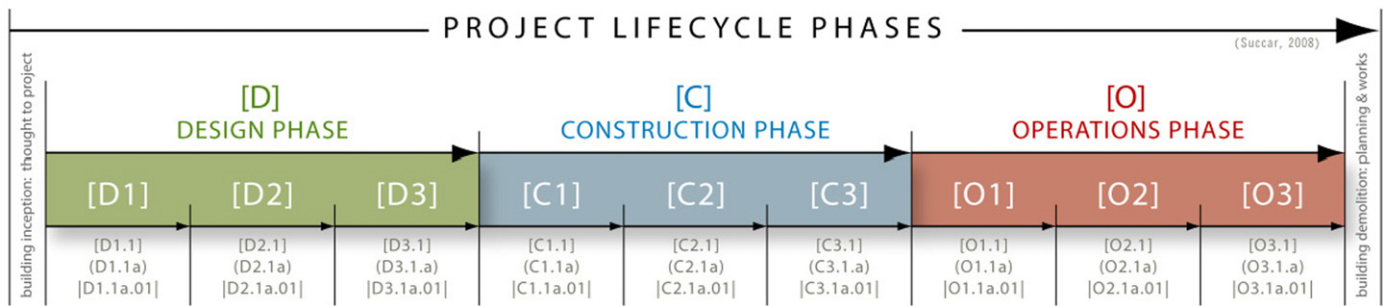 PROJECT LIFECYCLE PHASES
(Succar, 2008)
building inception: thought to project
[D]
DESIGN PHASE
[C]
CONSTRUCTION PHASE
[O]
OPERATIONS PHASE
building demolition: planning & works
[D1] [D2] [D3] [C1] [C2] [C3] [O1] [O2] [O3]
[D1.1] [D2.1] [D3.1] [C1.1] [C2.1] [C3.1] [O1.1] [O2.1] [O3.1]
(D1.1a) (D2.1a) (D3.1.a) (C1.1a) (C2.1a) (C3.1.a) (O1.1a) (O2.1a) (O3.1.a)
|D1.1a.01| |D2.1a.01| |D3.1a.01| |C1.1a.01| |C2.1a.01| |C3.1a.01| |O1.1a.01| |O2.1a.01| |O3.1a.01|